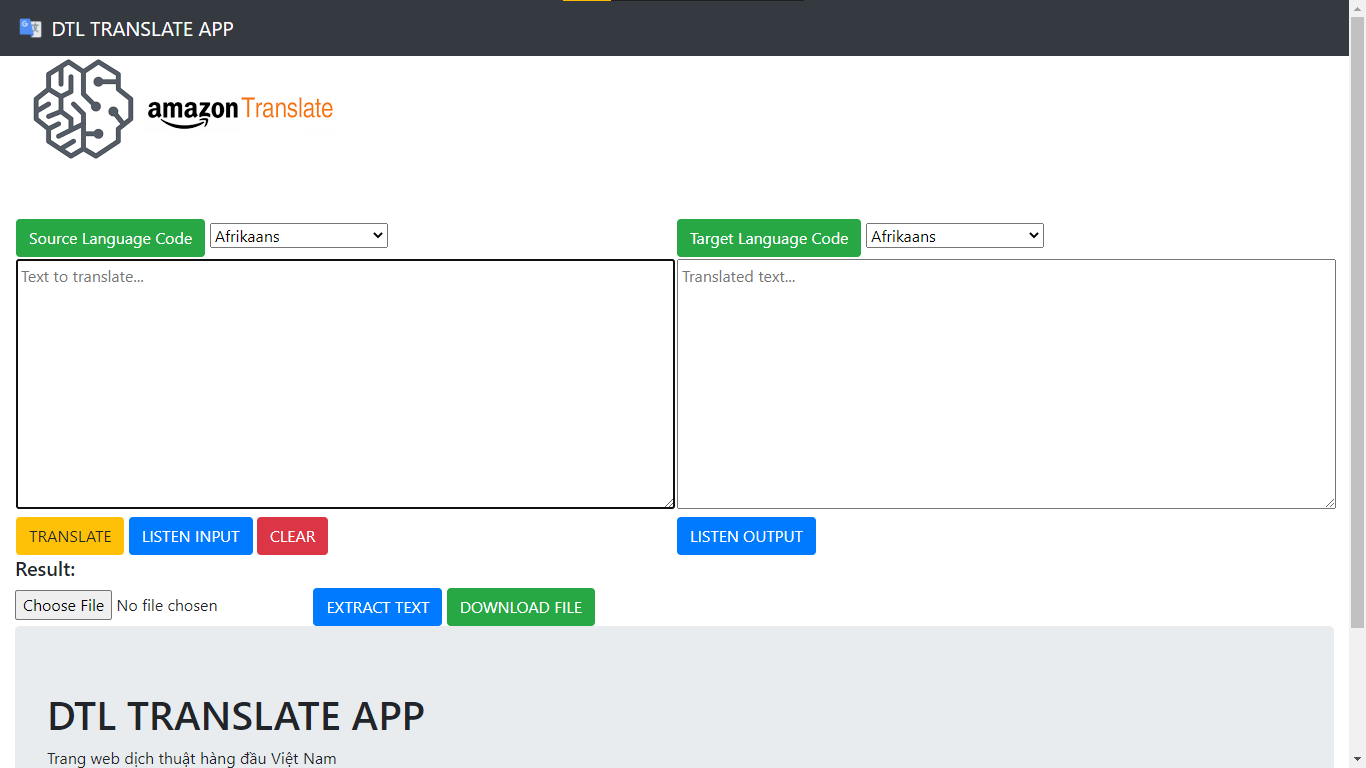 DTL TRANSLATE APP
amazon Translate
Source Language Code Afrikaans
Target Language Code Afrikaans
Text to translate...
Translated text...
TRANSLATE LISTEN INPUT CLEAR
LISTEN OUTPUT
Result:
Choose File No file chosen EXTRACT TEXT DOWNLOAD FILE
DTL TRANSLATE APP
Trang web dịch thuật hàng đầu Việt Nam